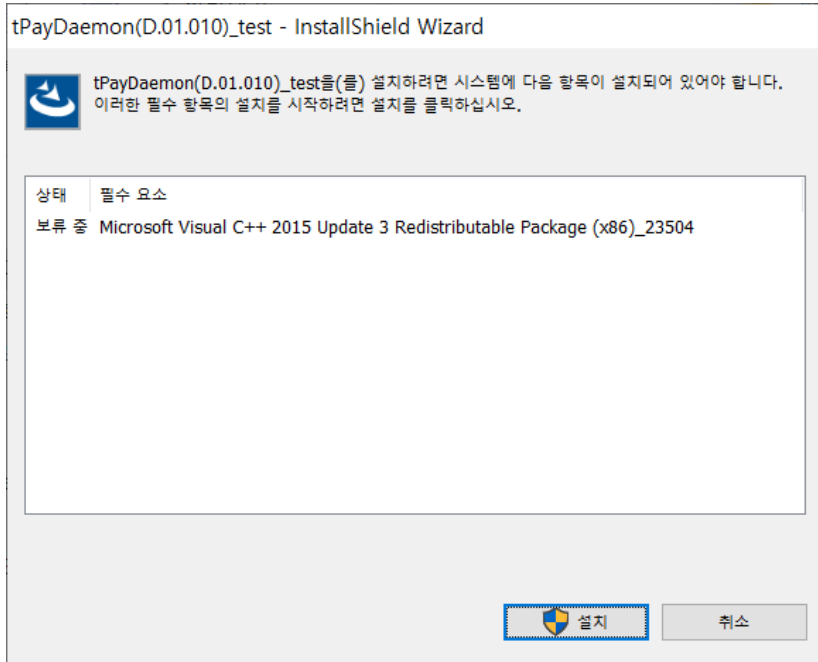 tPayDaemon(D.01.010)_test - InstallShield Wizard
tPayDaemon(D.01.010)_test을(를) 설치하려면 시스템에 다음 항목이 설치되어 있어야 합니다.
이러한 필수 항목의 설치를 시작하려면 설치를 클릭하십시오.
상태 필수 요소
보류 중 Microsoft Visual C++ 2015 Update 3 Redistributable Package (x86)_23504
설치 취소